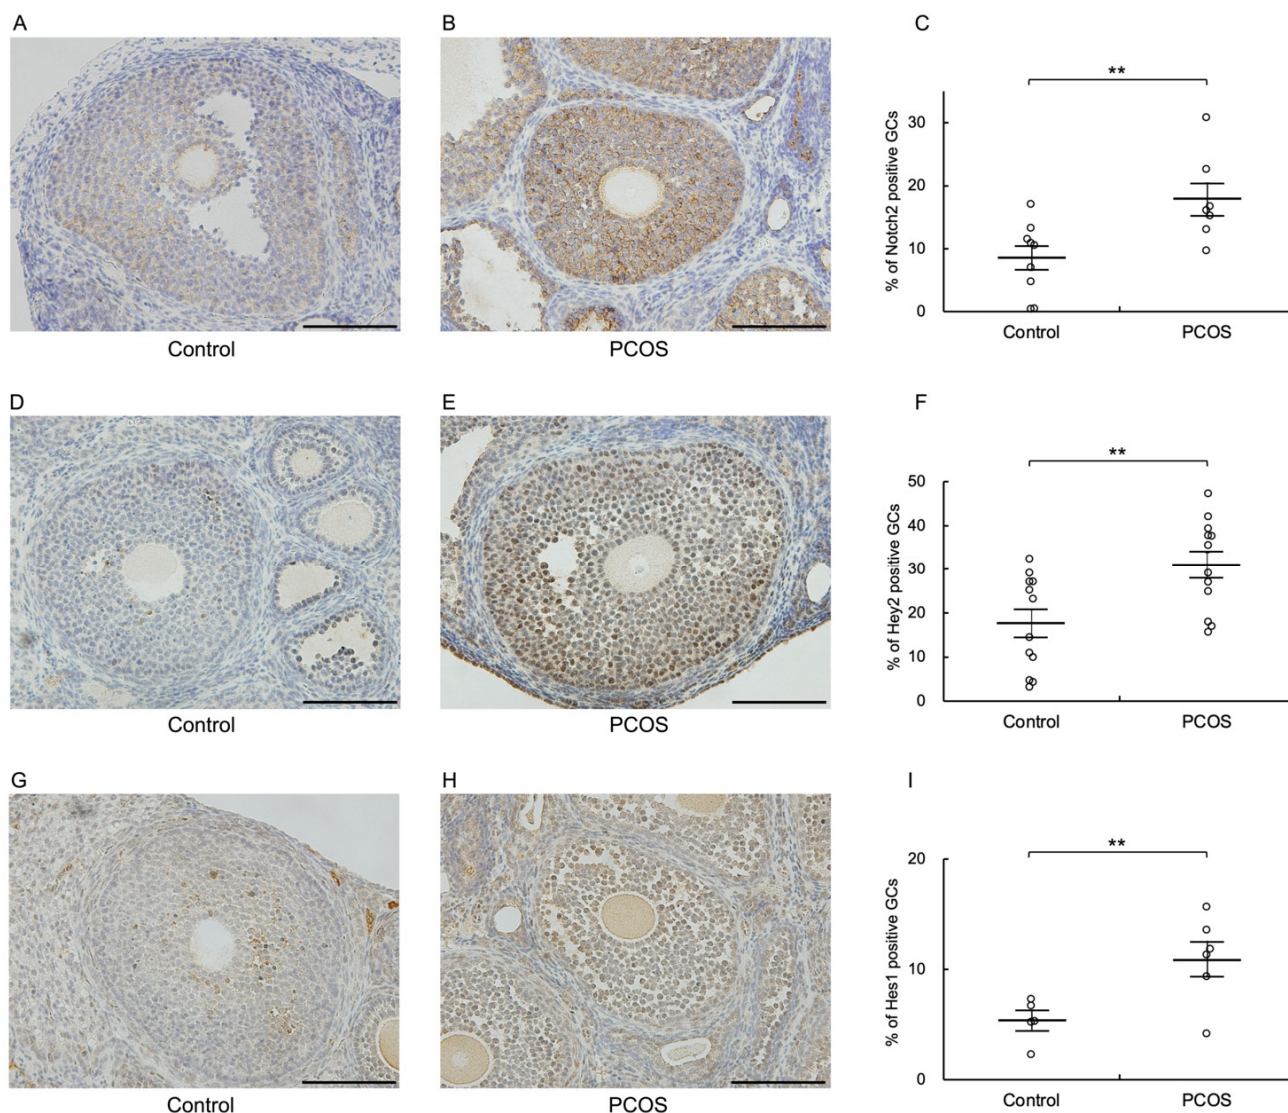 A
B
C
**
% of Notch2 positive GCs
30
20
10
0
Control
PCOS
Control
PCOS
D
E
F
**
% of Hey2 positive GCs
50
40
30
20
10
0
Control
PCOS
Control
PCOS
G
H
I
**
% of Hes1 positive GCs
20
10
0
Control
PCOS
Control
PCOS